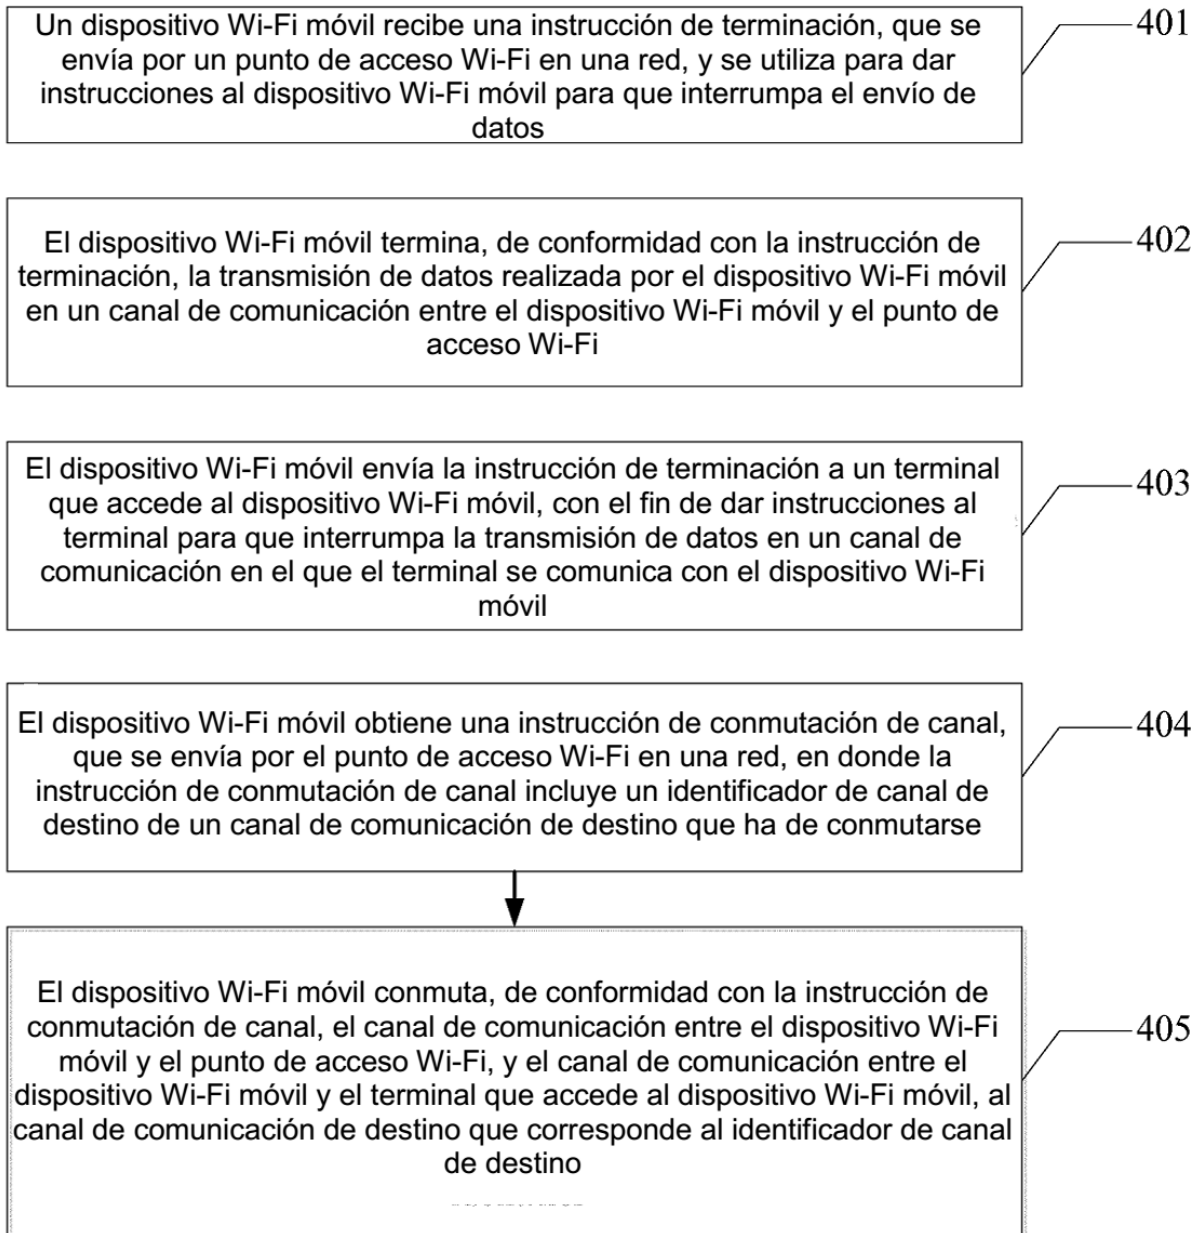 Un dispositivo Wi-Fi móvil recibe una instrucción de terminación, que se
envía por un punto de acceso Wi-Fi en una red, y se utiliza para dar
instrucciones al dispositivo Wi-Fi móvil para que interrumpa el envío de
datos
401
El dispositivo Wi-Fi móvil termina, de conformidad con la instrucción de
terminación, la transmisión de datos realizada por el dispositivo Wi-Fi móvil
en un canal de comunicación entre el dispositivo Wi-Fi móvil y el punto de
acceso Wi-Fi
402
El dispositivo Wi-Fi móvil envía la instrucción de terminación a un terminal
que accede al dispositivo Wi-Fi móvil, con el fin de dar instrucciones al
terminal para que interrumpa la transmisión de datos en un canal de
comunicación en el que el terminal se comunica con el dispositivo Wi-Fi
móvil
403
El dispositivo Wi-Fi móvil obtiene una instrucción de conmutación de canal,
que se envía por el punto de acceso Wi-Fi en una red, en donde la
instrucción de conmutación de canal incluye un identificador de canal de
destino de un canal de comunicación de destino que ha de conmutarse
404
El dispositivo Wi-Fi móvil conmuta, de conformidad con la instrucción de
conmutación de canal, el canal de comunicación entre el dispositivo Wi-Fi
móvil y el punto de acceso Wi-Fi, y el canal de comunicación entre el
dispositivo Wi-Fi móvil y el terminal que accede al dispositivo Wi-Fi móvil, al
canal de comunicación de destino que corresponde al identificador de canal
de destino
405